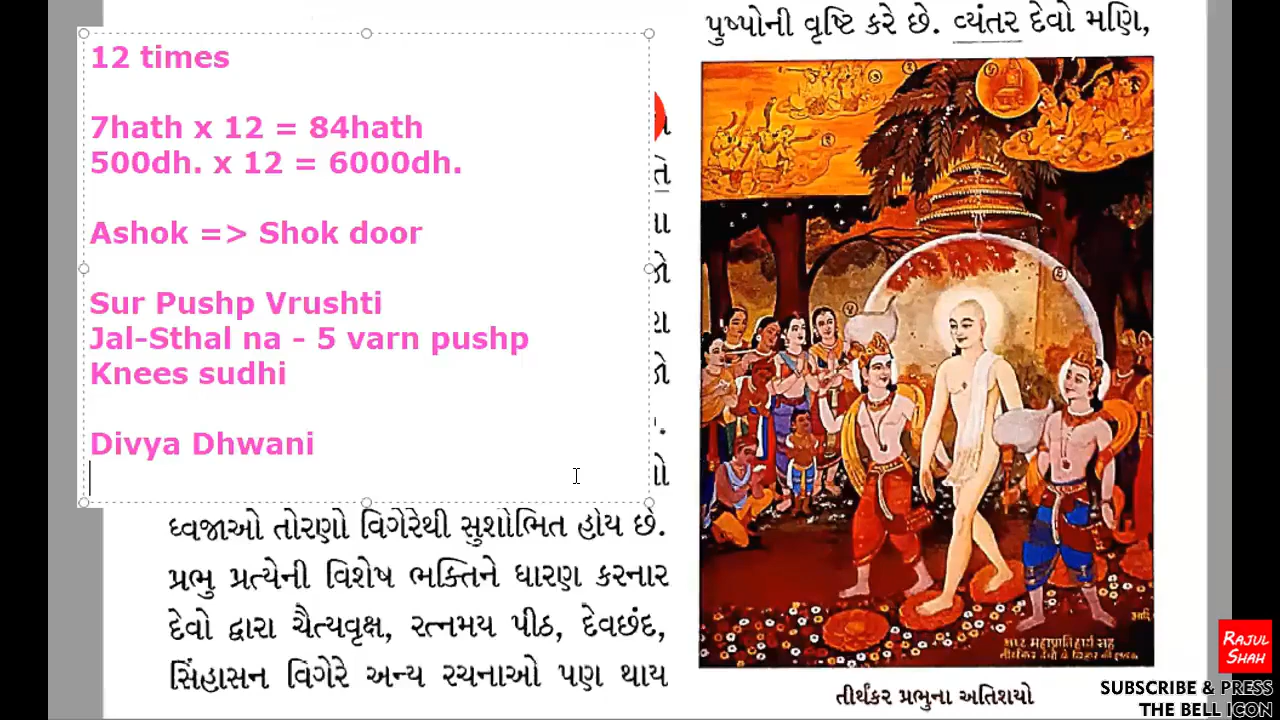 12 times
7hath x 12 = 84hath
500dh. x 12 = 6000dh.
Ashok => Shok door
Sur Pushp Vrushti
Jal-Sthal na - 5 varn pushp
Knees sudhi
Divya Dhwani
ધ્વજાઓ તોરણો વિગેરેથી સુશોભિત હોય છે.
પ્રભુ પ્રત્યેની વિશેષ ભક્તિને ધારણ કરનાર
દેવો દ્વારા ચૈત્યવૃક્ષ, રત્નમય પીઠ, દેવછંદ,
સિંહાસન વિગેરે અન્ય રચનાઓ પણ થાય
પુષ્પોની વૃષ્ટિ કરે છે. વ્યંતર દેવો મણિ,
તીર્થંકર પ્રભુના અતિશયો
RAJUL
SHAH
SUBSCRIBE & PRESS
THE BELL ICON